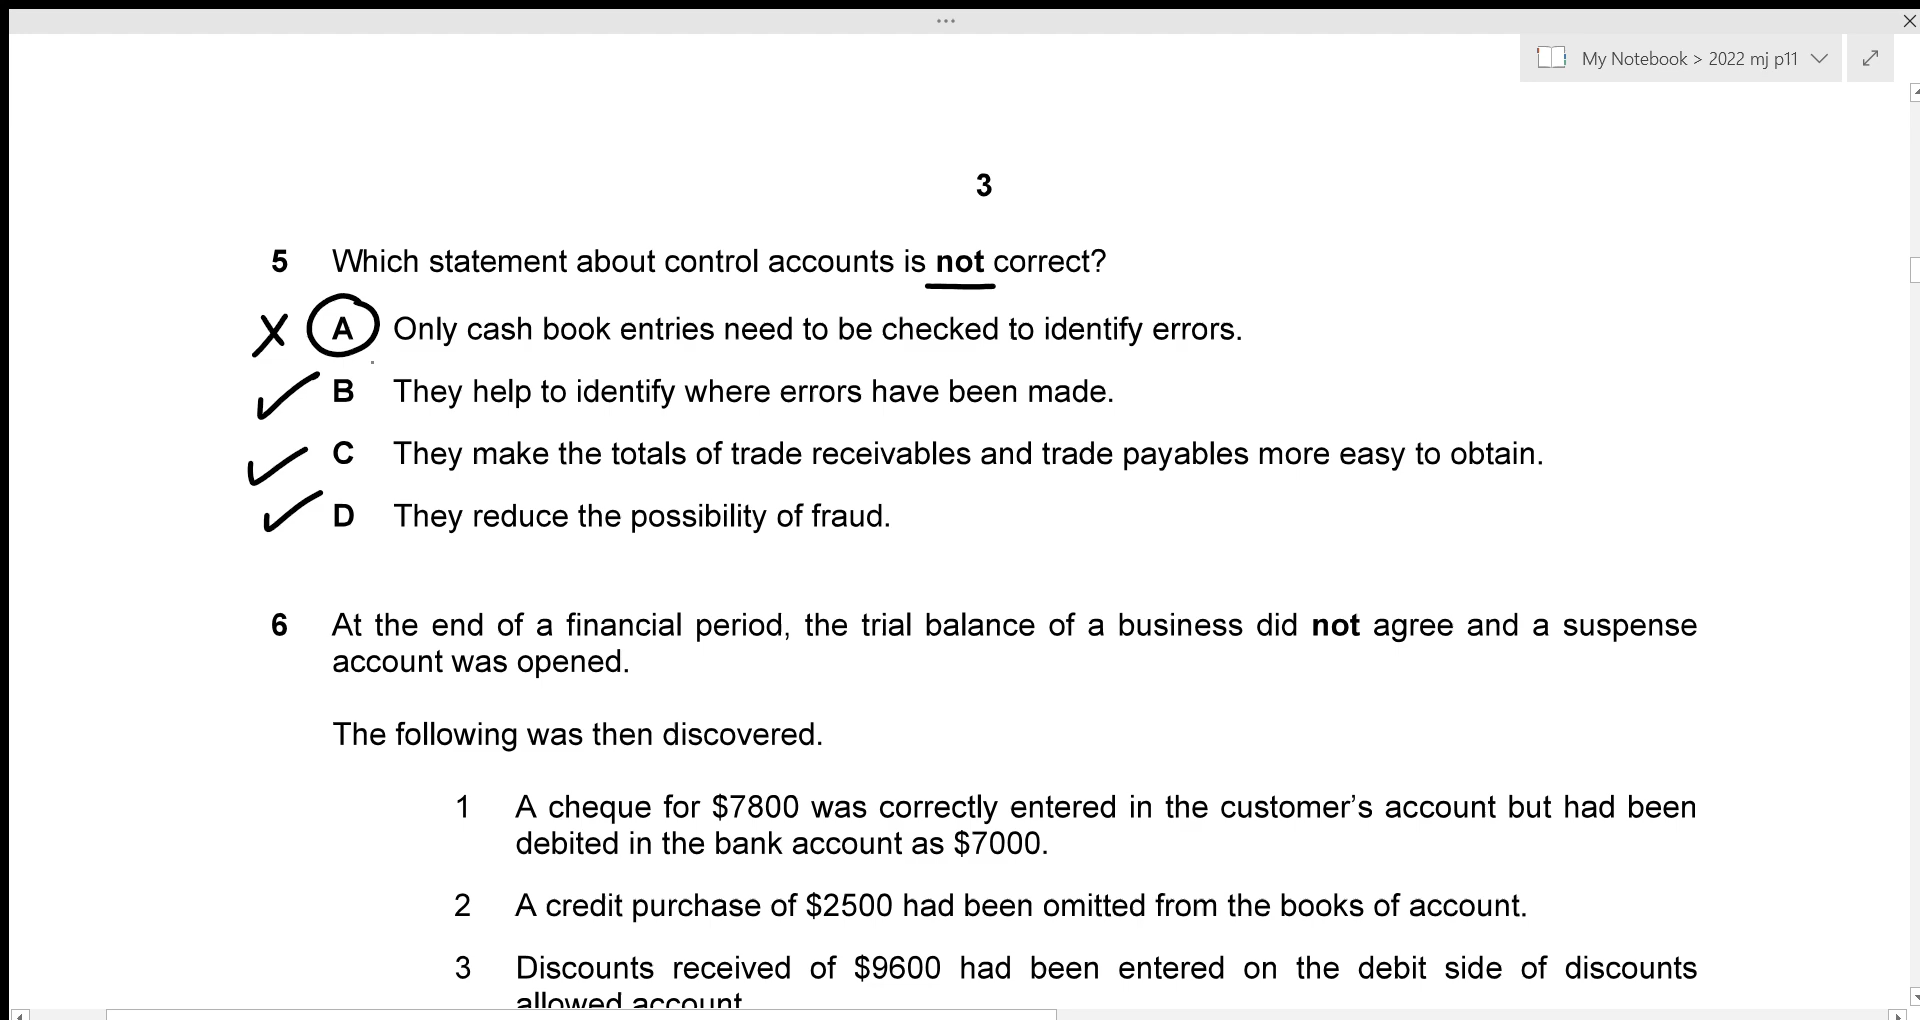 My Notebook > 2022 mj p11
3
5 Which statement about control accounts is not correct?
X A Only cash book entries need to be checked to identify errors.
B They help to identify where errors have been made.
C They make the totals of trade receivables and trade payables more easy to obtain.
D They reduce the possibility of fraud.
6 At the end of a financial period, the trial balance of a business did not agree and a suspense
account was opened.
The following was then discovered.
1 A cheque for $7800 was correctly entered in the customer’s account but had been
debited in the bank account as $7000.
2 A credit purchase of $2500 had been omitted from the books of account.
3 Discounts received of $9600 had been entered on the debit side of discounts
allowed account